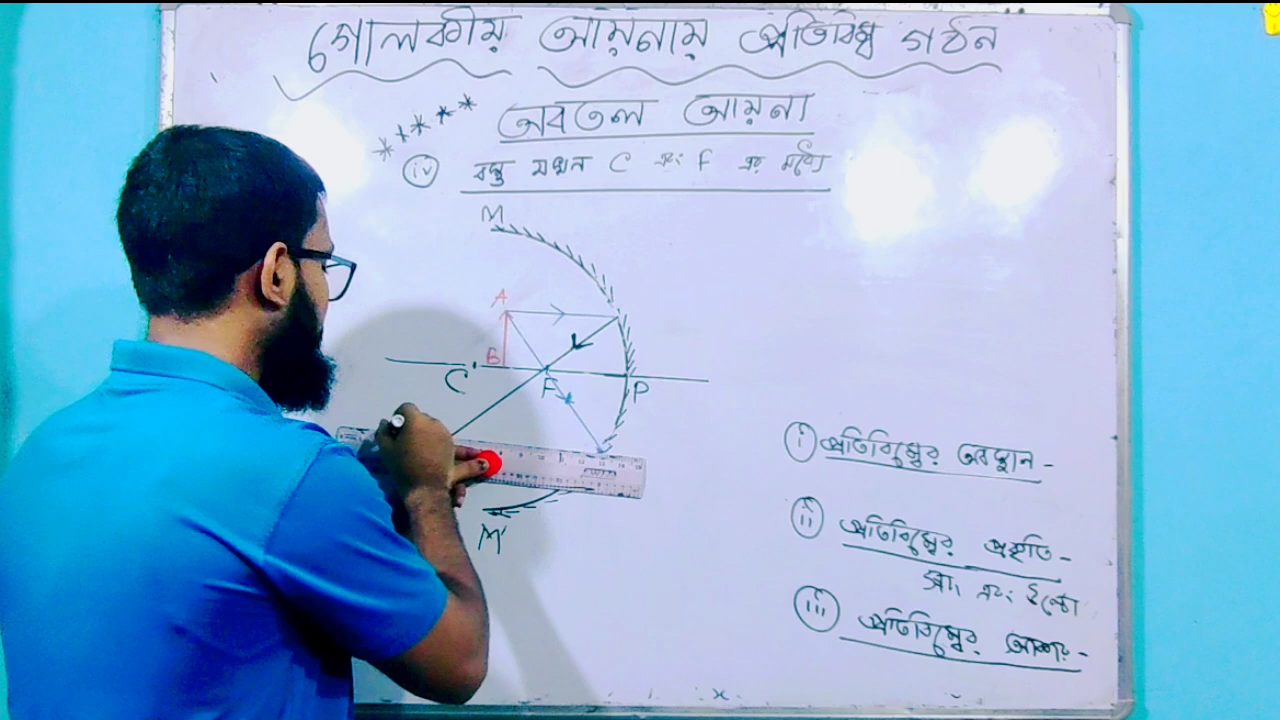 গোলকীয় আয়নায় প্রতিবিম্ব গঠন
**** অবতল আয়না
(iv) বস্তু যখন C এবং F এর মধ্যে
M
A
B
C
F
P
M'
(i) প্রতিবিম্বের অবস্থান -
(ii) প্রতিবিম্বের প্রকৃতি -
বা, এবং উল্টো
(iii) প্রতিবিম্বের আকার -